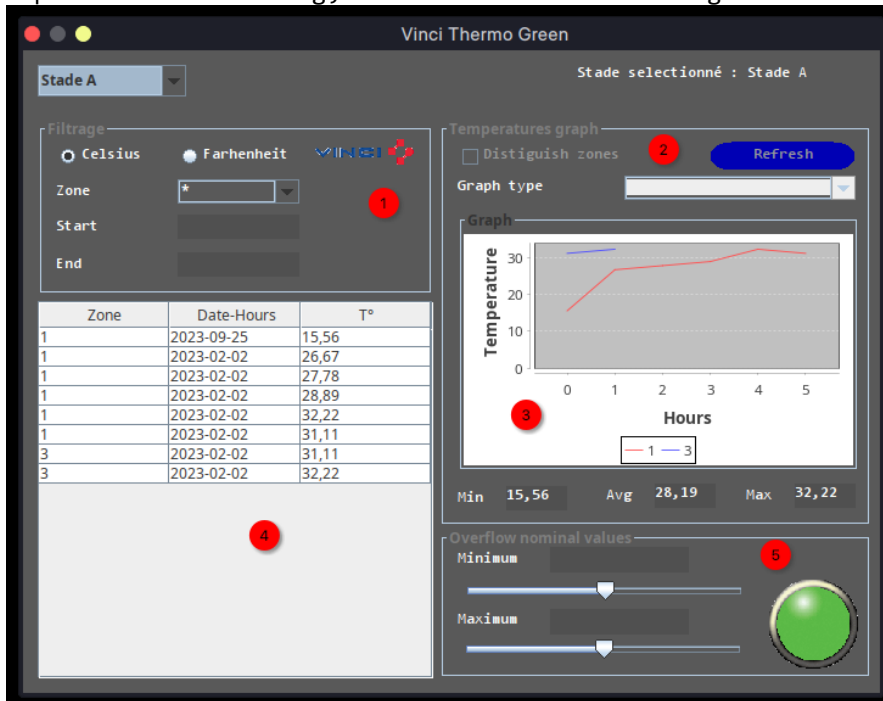 Vinci Thermo Green
Stade A
Stade selectionné : Stade A
Filtrage
Celsius
Farhenheit
VINCI
Zone
*
1
Start
End
Zone
Date-Hours
T°
1 2023-09-25 15,56
1 2023-02-02 26,67
1 2023-02-02 27,78
1 2023-02-02 28,89
1 2023-02-02 32,22
1 2023-02-02 31,11
3 2023-02-02 31,11
3 2023-02-02 32,22
4
Temperatures graph
Distiguish zones
2
Refresh
Graph type
Graph
Temperature
30
20
10
0
0 1 2 3 4 5
3
Hours
1 3
Min 15,56 Avg 28,19 Max 32,22
Overflow nominal values
Minimum
5
Maximum